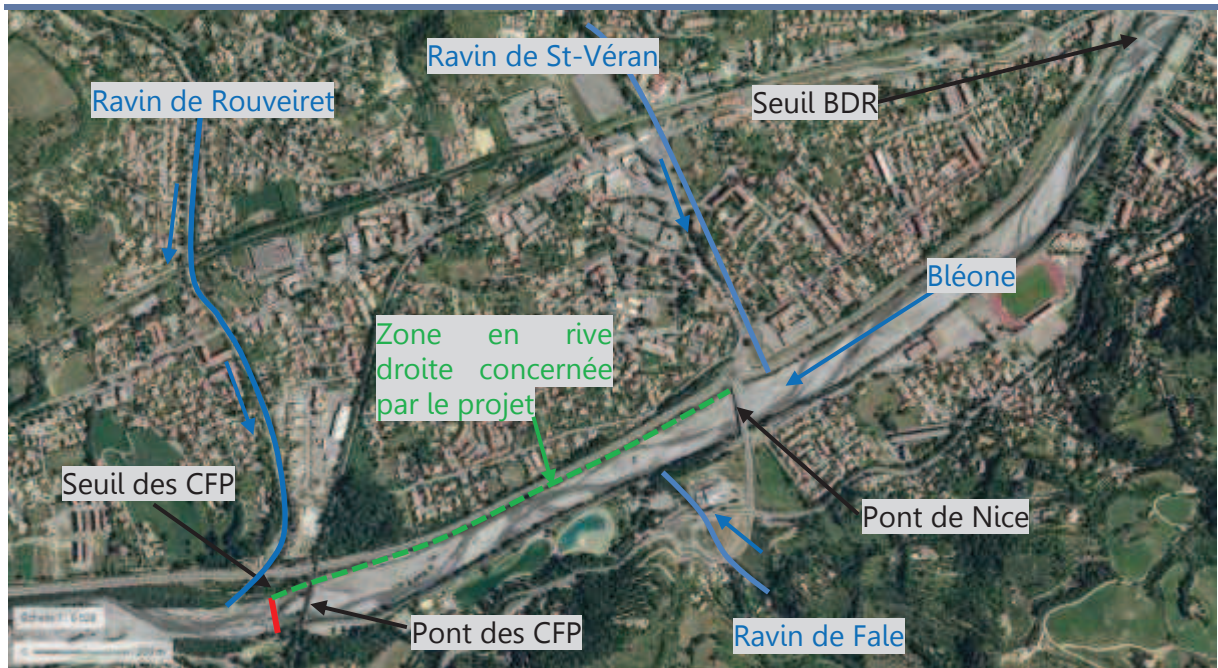 Ravin de St-Véran
Seuil BDR
Ravin de Rouveiret
Bléone
Zone en rive
droite concernée
par le projet
Seuil des CFP
Pont de Nice
Pont des CFP
Ravin de Fale